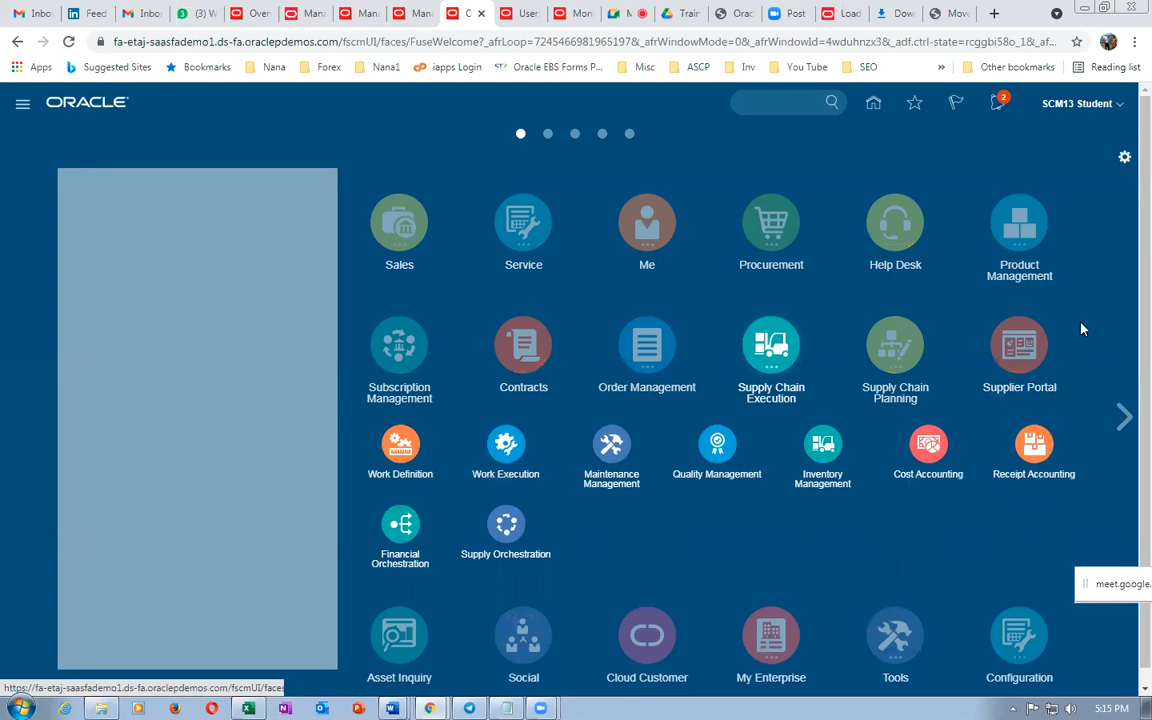 Inbo
Feed
Inbo
(3) W
Over
Mana
Mana
Mana
C
User
Mon
M
Train
Orac
Post
Load
Dow
Move
fa-etaj-saasfademo1.ds-fa.oraclepdemos.com/fscmUI/faces/FuseWelcome?_afrLoop=7245466981965197&_afrWindowMode=0&_afrWindowId=4wduhnzx3&_adf.ctrl-state=rcggbi58o_1&_af...
Apps
Suggested Sites
Bookmarks
Nana
Forex
Nana1
iapps Login
Oracle EBS Forms P...
Misc
ASCP
Inv
You Tube
SEO
»
Other bookmarks
Reading list
ORACLE
2
SCM13 Student
Sales
Service
Me
Procurement
Help Desk
Product
Management
Subscription
Management
Contracts
Order Management
Supply Chain
Execution
Supply Chain
Planning
Supplier Portal
Work Definition
Work Execution
Maintenance
Management
Quality Management
Inventory
Management
Cost Accounting
Receipt Accounting
Financial
Orchestration
Supply Orchestration
meet.google.
Asset Inquiry
Social
Cloud Customer
My Enterprise
Tools
Configuration
https://fa-etaj-saasfademo1.ds-fa.oraclepdemos.com/fscmUI/faces
5:15 PM